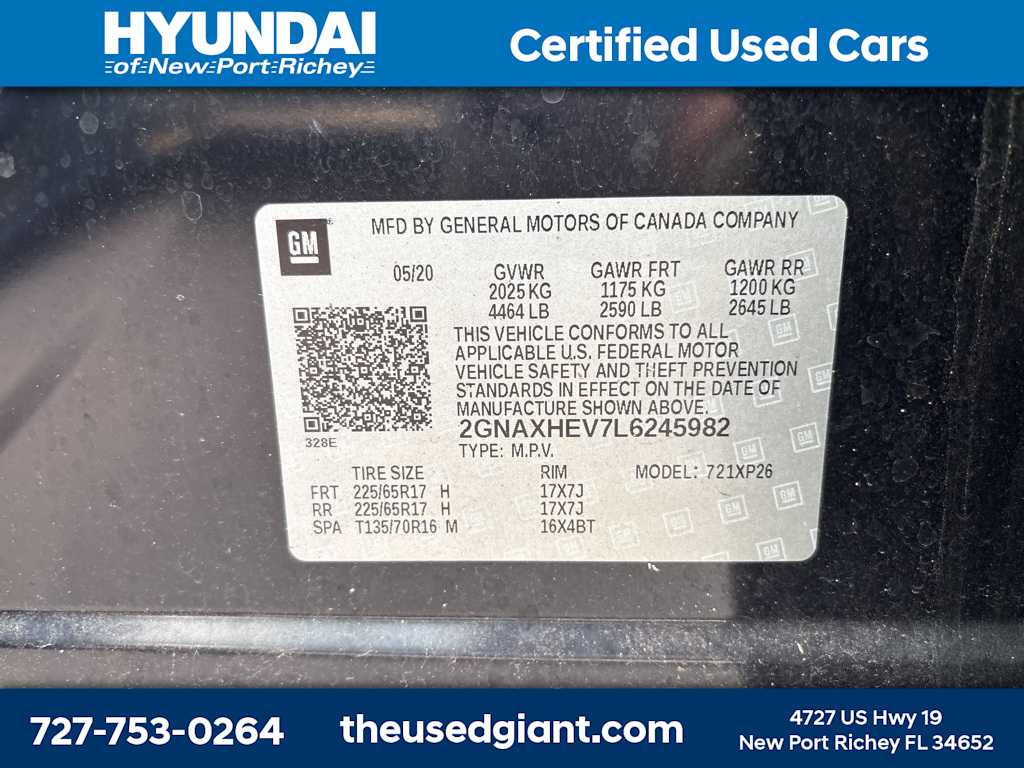 HYUNDAI
of New Port Richey
Certified Used Cars
GM
®
MFD BY GENERAL MOTORS OF CANADA COMPANY
05/20 GVWR GAWR FRT GAWR RR
2025 KG 1175 KG 1200 KG
4464 LB 2590 LB 2645 LB
THIS VEHICLE CONFORMS TO ALL
APPLICABLE U.S. FEDERAL MOTOR
VEHICLE SAFETY AND THEFT PREVENTION
STANDARDS IN EFFECT ON THE DATE OF
MANUFACTURE SHOWN ABOVE.
328E
2GNAXHEV7L6245982
TYPE: M.P.V.
TIRE SIZE RIM MODEL: 721XP26
FRT 225/65R17 H 17X7J
RR 225/65R17 H 17X7J
SPA T135/70R16 M 16X4BT
727-753-0264
theusedgiant.com
4727 US Hwy 19
New Port Richey FL 34652